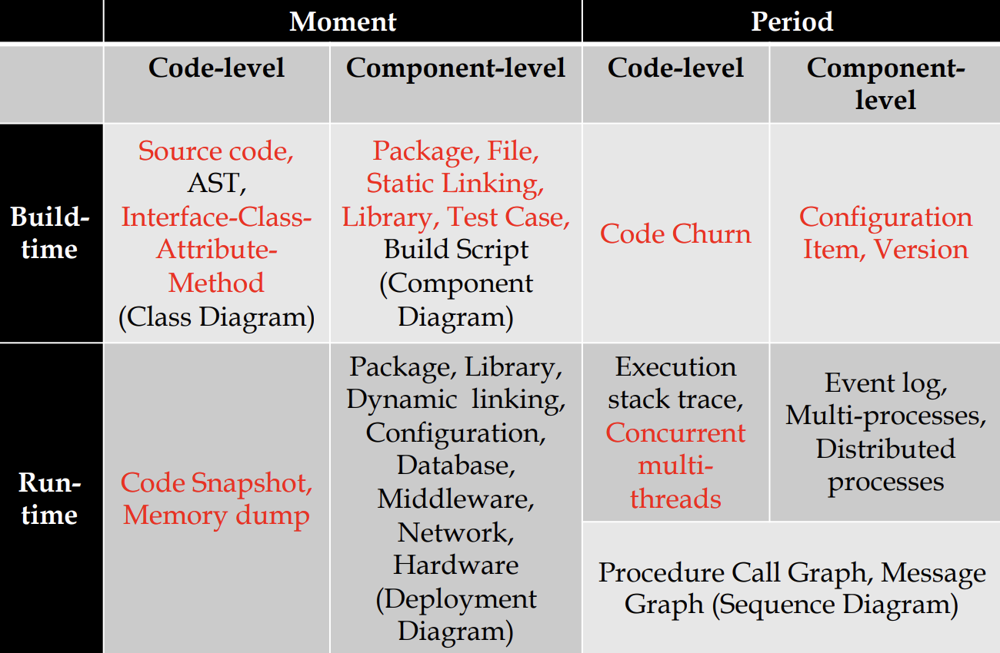 Moment
Period
Code-level
Component-level
Code-level
Component-
level
Build-
time
Source code,
AST,
Interface-Class-
Attribute-
Method
(Class Diagram)
Package, File,
Static Linking,
Library, Test Case,
Build Script
(Component
Diagram)
Code Churn
Configuration
Item, Version
Run-
time
Code Snapshot,
Memory dump
Package, Library,
Dynamic linking,
Configuration,
Database,
Middleware,
Network,
Hardware
(Deployment
Diagram)
Execution
stack trace,
Concurrent
multi-
threads
Event log,
Multi-processes,
Distributed
processes
Procedure Call Graph, Message
Graph (Sequence Diagram)